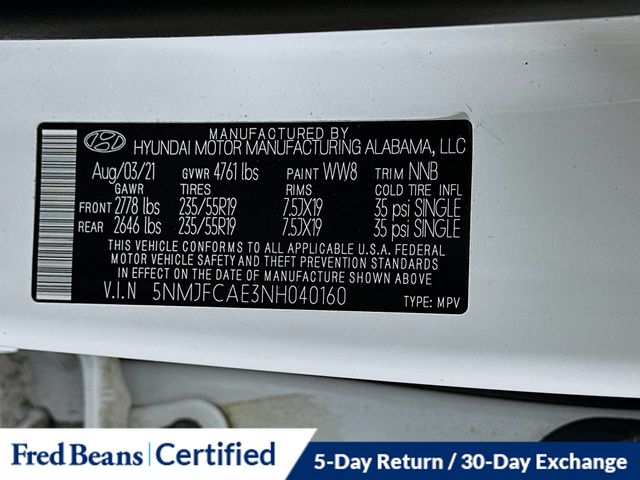 MANUFACTURED BY
HYUNDAI MOTOR MANUFACTURING ALABAMA, LLC
Aug/03/21 GVWR 4761 lbs PAINT WW8 TRIM NNB
GAWR TIRES RIMS COLD TIRE INFL
FRONT 2778 lbs 235/55R19 7.5JX19 35 psi SINGLE
REAR 2646 lbs 235/55R19 7.5JX19 35 psi SINGLE
THIS VEHICLE CONFORMS TO ALL APPLICABLE U.S.A. FEDERAL
MOTOR VEHICLE SAFETY AND THEFT PREVENTION STANDARDS
IN EFFECT ON THE DATE OF MANUFACTURE SHOWN ABOVE
V.I.N 5NMJFCAE3NH040160 TYPE: MPV
Fred Beans Certified 5-Day Return / 30-Day Exchange